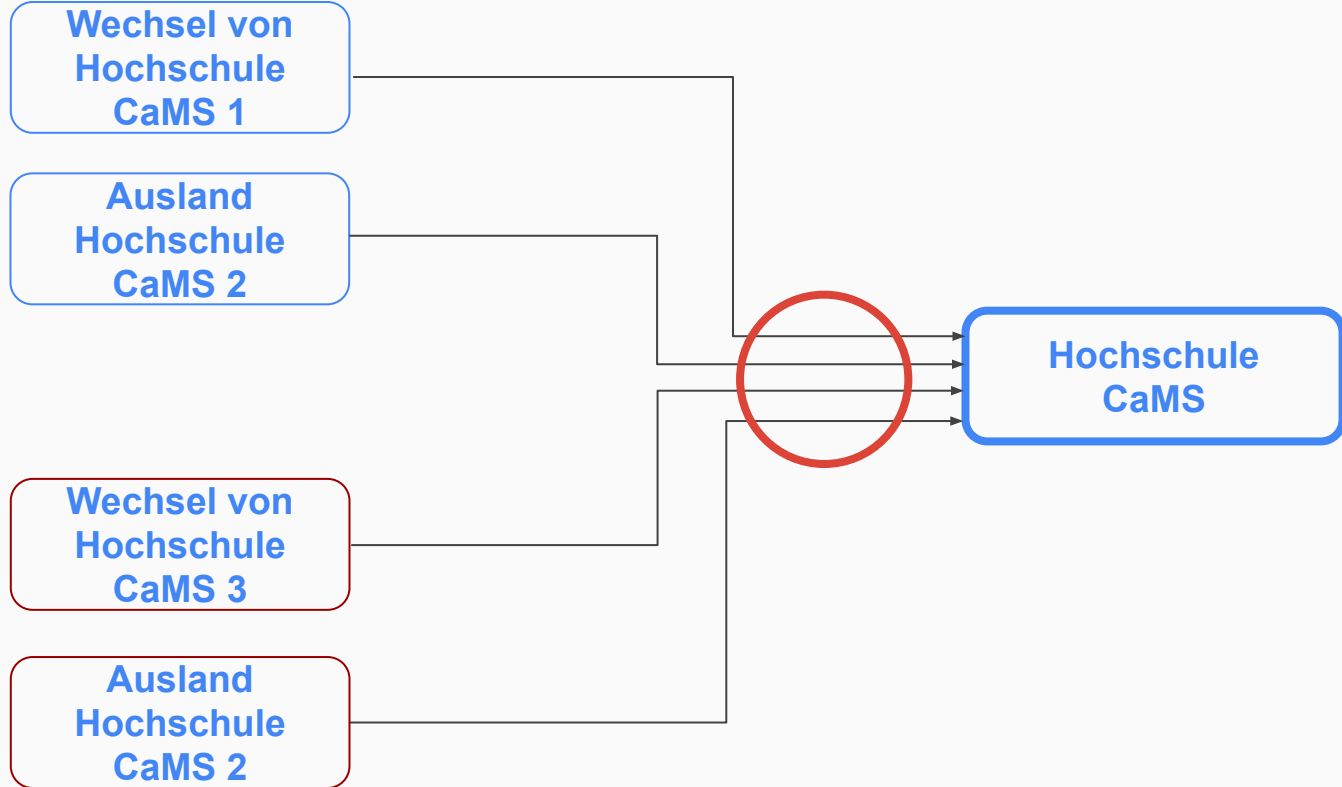 Wechsel von
Hochschule
CaMS 1
Ausland
Hochschule
CaMS 2
Hochschule
CaMS
Wechsel von
Hochschule
CaMS 3
Ausland
Hochschule
CaMS 2